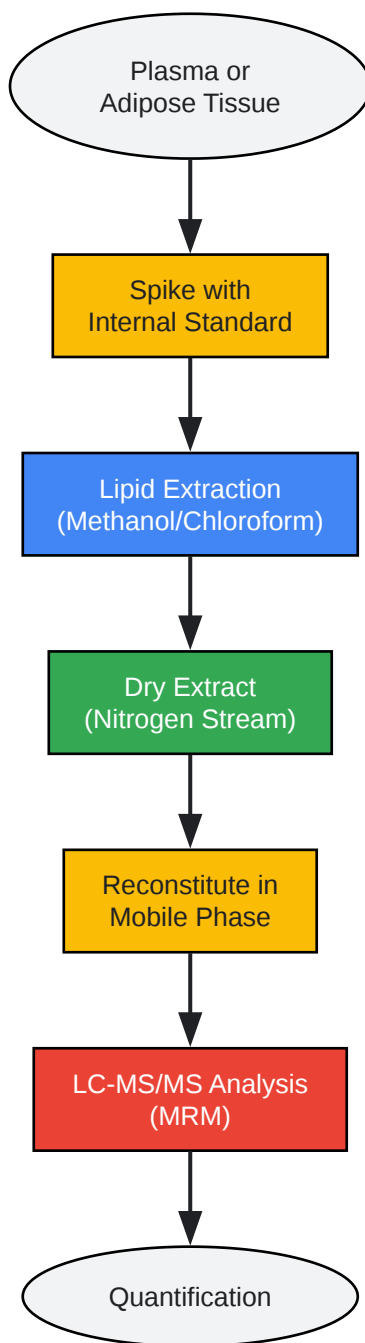 Plasma or
Adipose Tissue
Spike with
Internal Standard
Lipid Extraction
(Methanol/Chloroform)
Dry Extract
(Nitrogen Stream)
Reconstitute in
Mobile Phase
LC-MS/MS Analysis
(MRM)
Quantification